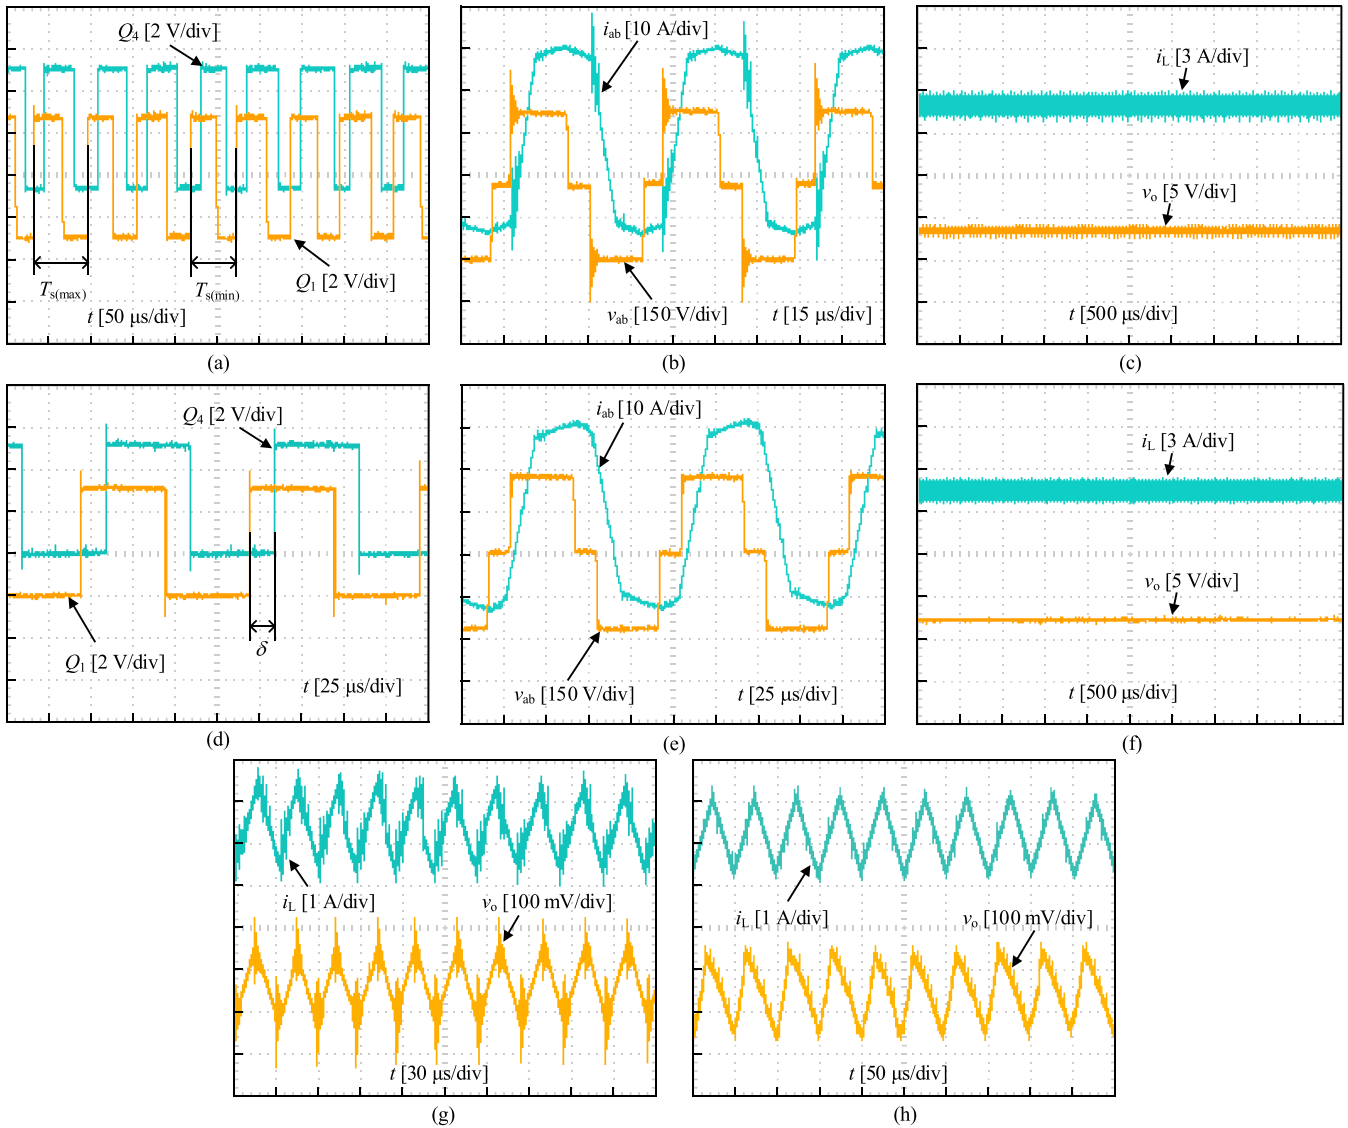 Q4 [2 V/div]
Ts(max)
Ts(min)
Q1 [2 V/div]
t [50 μs/div]
(a)
iab [10 A/div]
vab [150 V/div]
t [15 μs/div]
(b)
iL [3 A/div]
vo [5 V/div]
t [500 μs/div]
(c)
Q4 [2 V/div]
δ
Q1 [2 V/div]
t [25 μs/div]
(d)
iab [10 A/div]
vab [150 V/div]
t [25 μs/div]
(e)
iL [3 A/div]
vo [5 V/div]
t [500 μs/div]
(f)
iL [1 A/div]
vo [100 mV/div]
t [30 μs/div]
(g)
iL [1 A/div]
vo [100 mV/div]
t [50 μs/div]
(h)